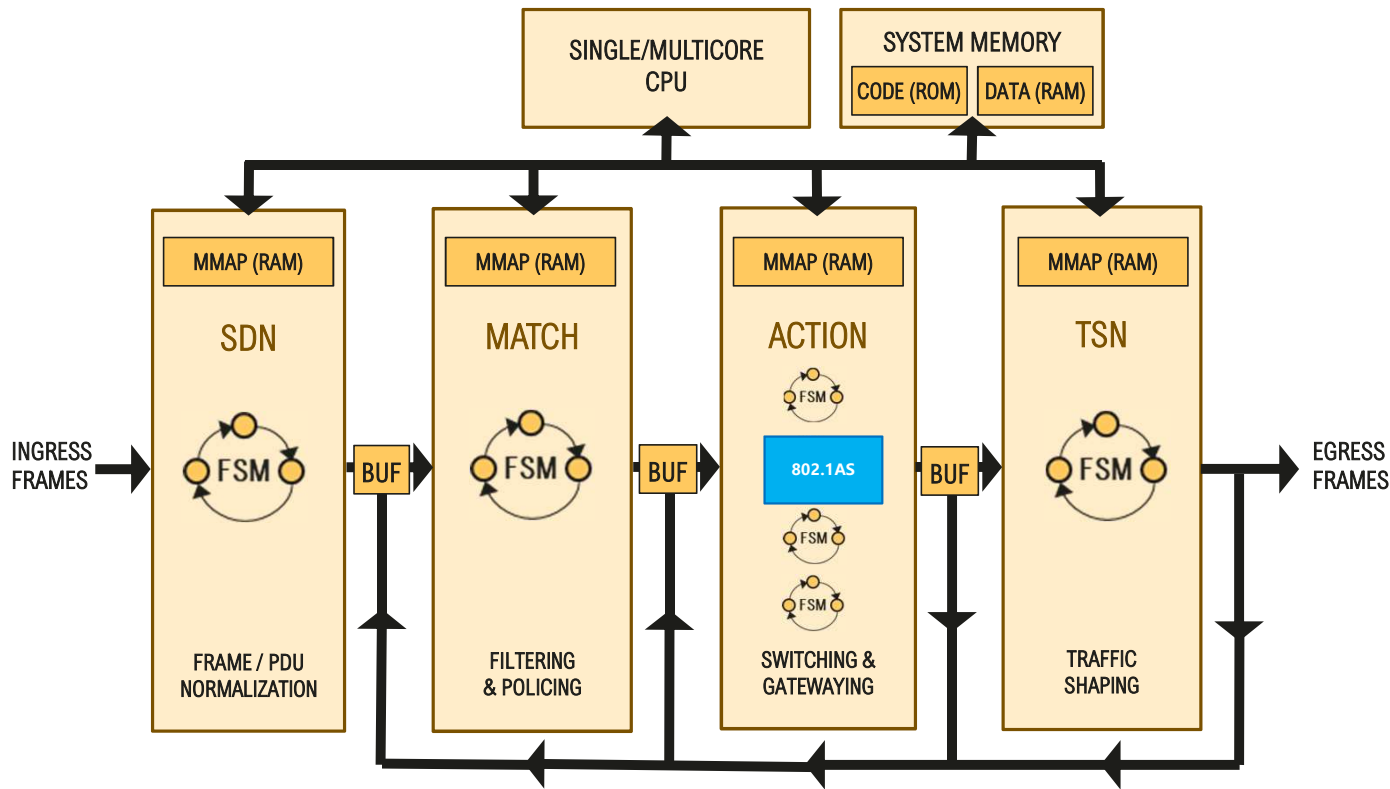 SINGLE/MULTICORE
CPU
SYSTEM MEMORY
CODE (ROM)
DATA (RAM)
MMAP (RAM)
MMAP (RAM)
MMAP (RAM)
MMAP (RAM)
SDN
MATCH
ACTION
TSN
FSM
INGRESS
FRAMES
FSM
BUF
FSM
BUF
802.1AS
BUF
FSM
EGRESS
FRAMES
FSM
FSM
FRAME / PDU
NORMALIZATION
FILTERING
& POLICING
SWITCHING &
GATEWAYING
TRAFFIC
SHAPING